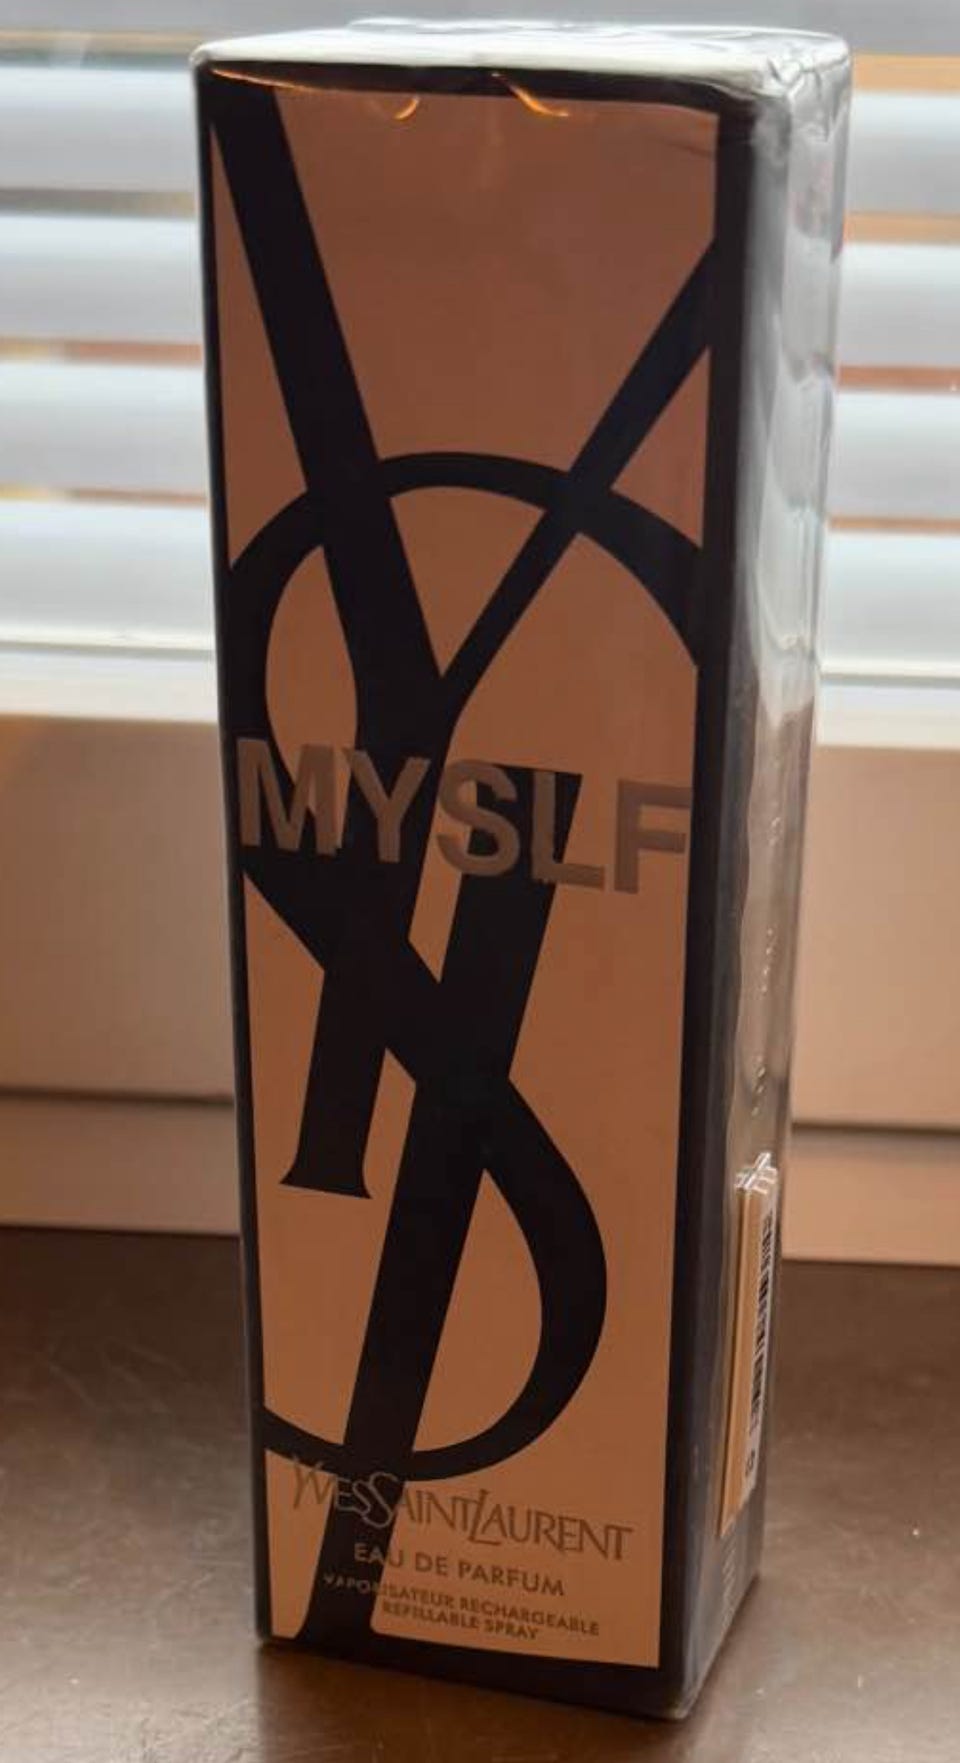 MYSLF
YVESSAINTLAURENT
EAU DE PARFUM
VAPORISATEUR RECHARGEABLE
REFILLABLE SPRAY